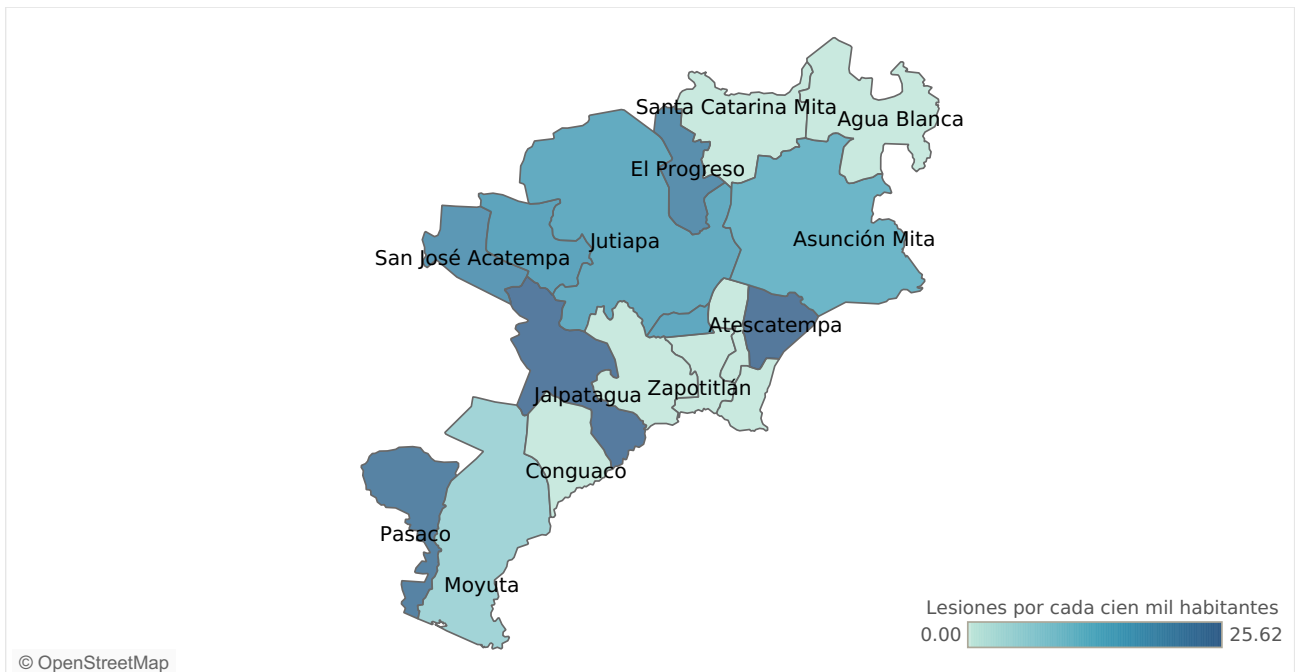 Santa Catarina Mita
Agua Blanca
El Progreso
Jutiapa
Asunción Mita
San José Acatempa
Atescatempa
Jalpatagua
Zapotitlán
Conguaco
Pasaco
Moyuta
Lesiones por cada cien mil habitantes
0.00 25.62
© OpenStreetMap